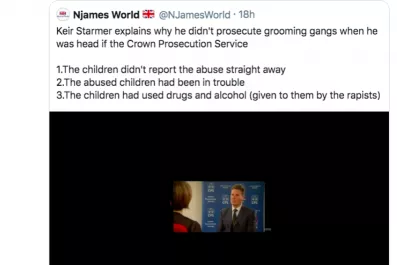 Njames World 🇬🇧 @NJamesWorld · 18h
Keir Starmer explains why he didn't prosecute grooming gangs when he
was head if the Crown Prosecution Service
1.The children didn't report the abuse straight away
2.The abused children had been in trouble
3.The children had used drugs and alcohol (given to them by the rapists)